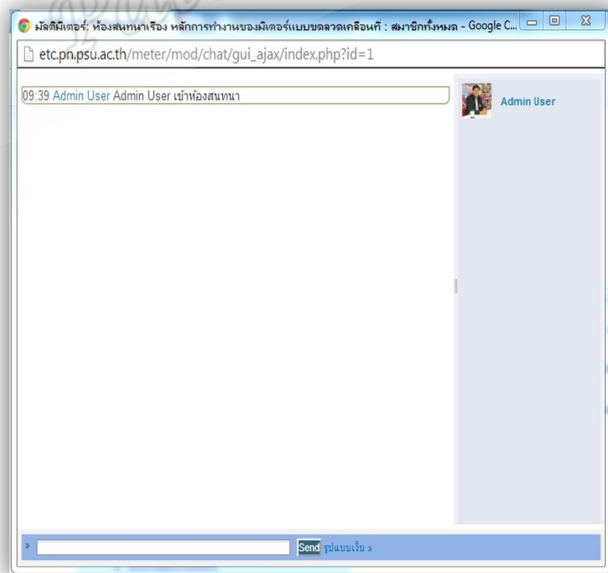 มัลติมิเตอร์: ห้องสนทนาเรื่อง หลักการทำงานของมิเตอร์แบบขดลวดเคลื่อนที่ : สมาชิกทั้งหมด - Google C...
etc.pn.psu.ac.th/meter/mod/chat/gui_ajax/index.php?id=1
09:39 Admin User Admin User เข้าห้องสนทนา
Admin User
» Send รูปแบบเว็บ »